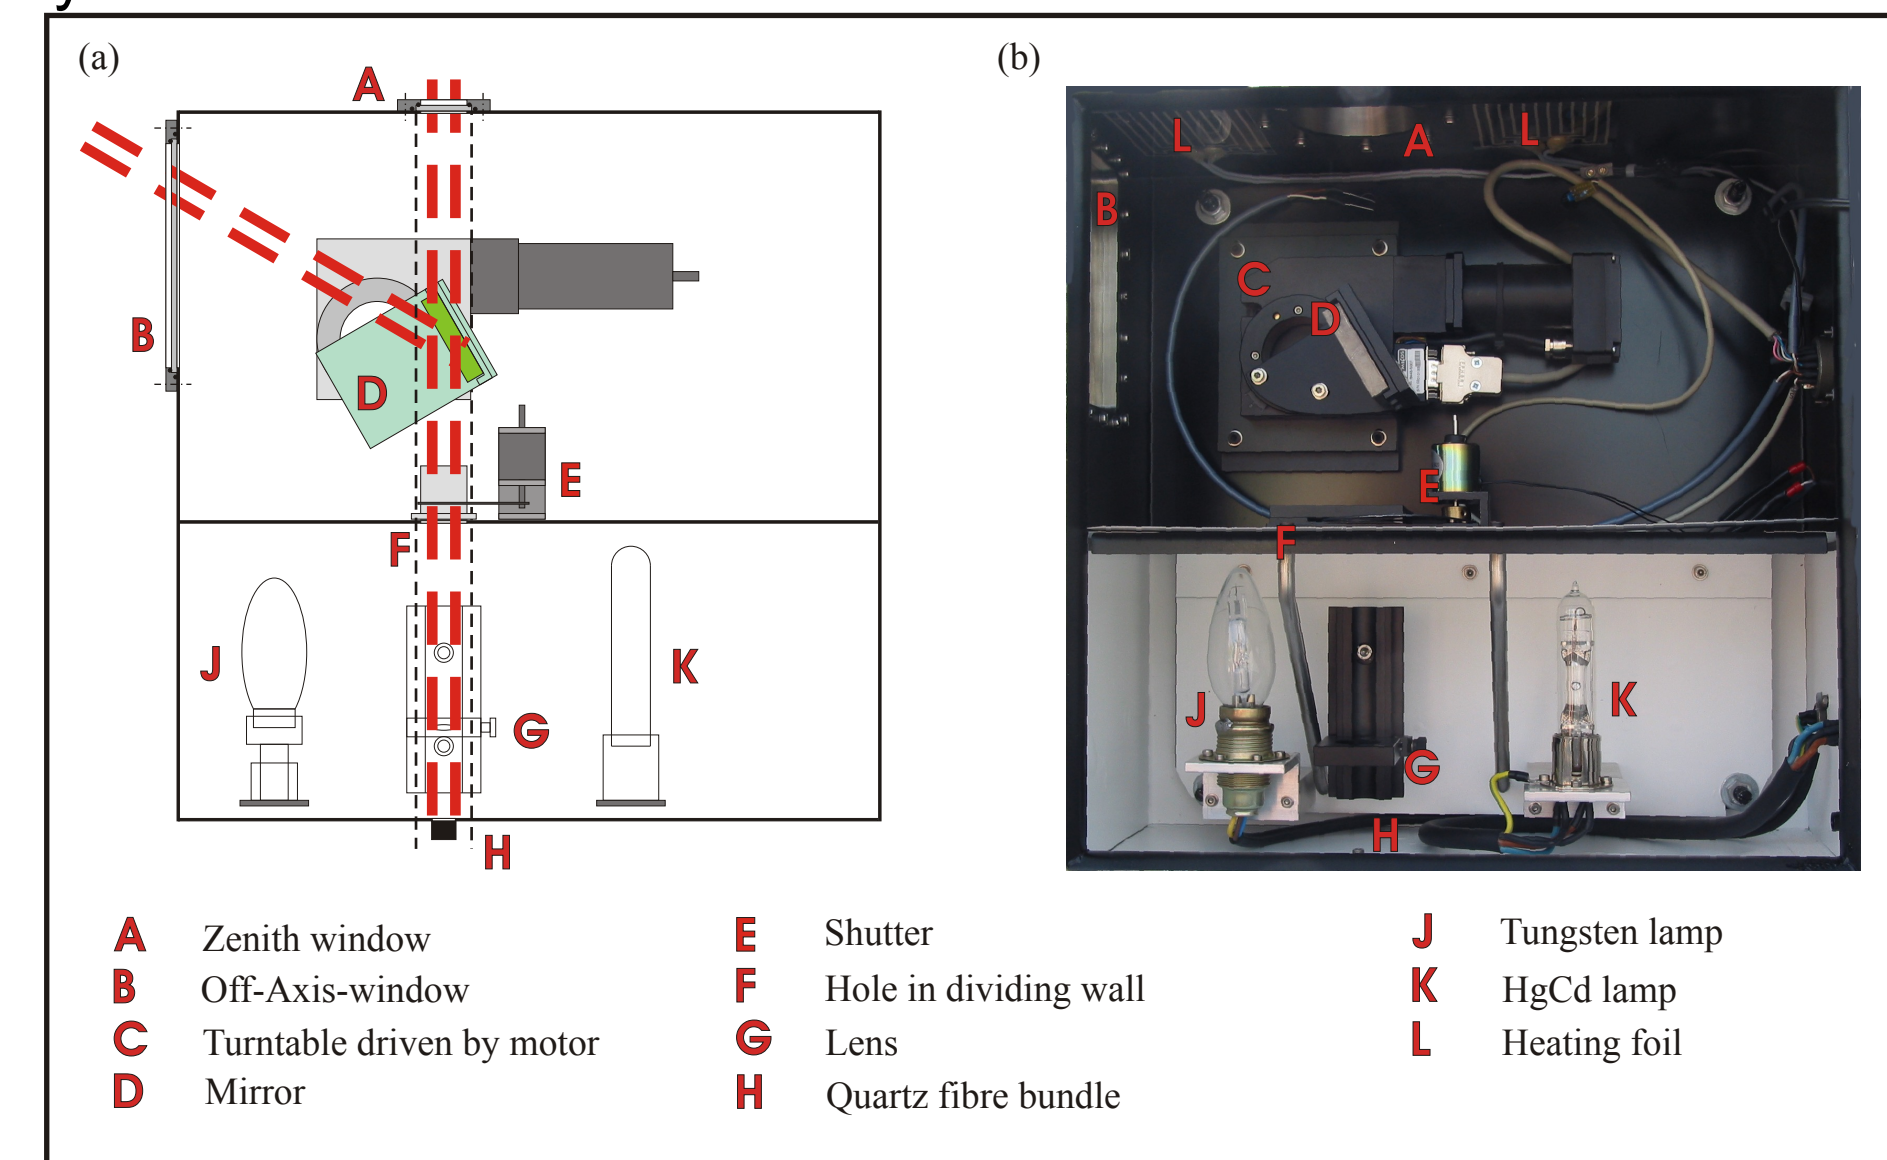 (a)
(b)
A
B
D
E
F
J
G
K
H
L
A
L
B
C
D
E
F
J
K
G
H
A Zenith window
B Off-Axis-window
C Turntable driven by motor
D Mirror
E Shutter
F Hole in dividing wall
G Lens
H Quartz fibre bundle
J Tungsten lamp
K HgCd lamp
L Heating foil